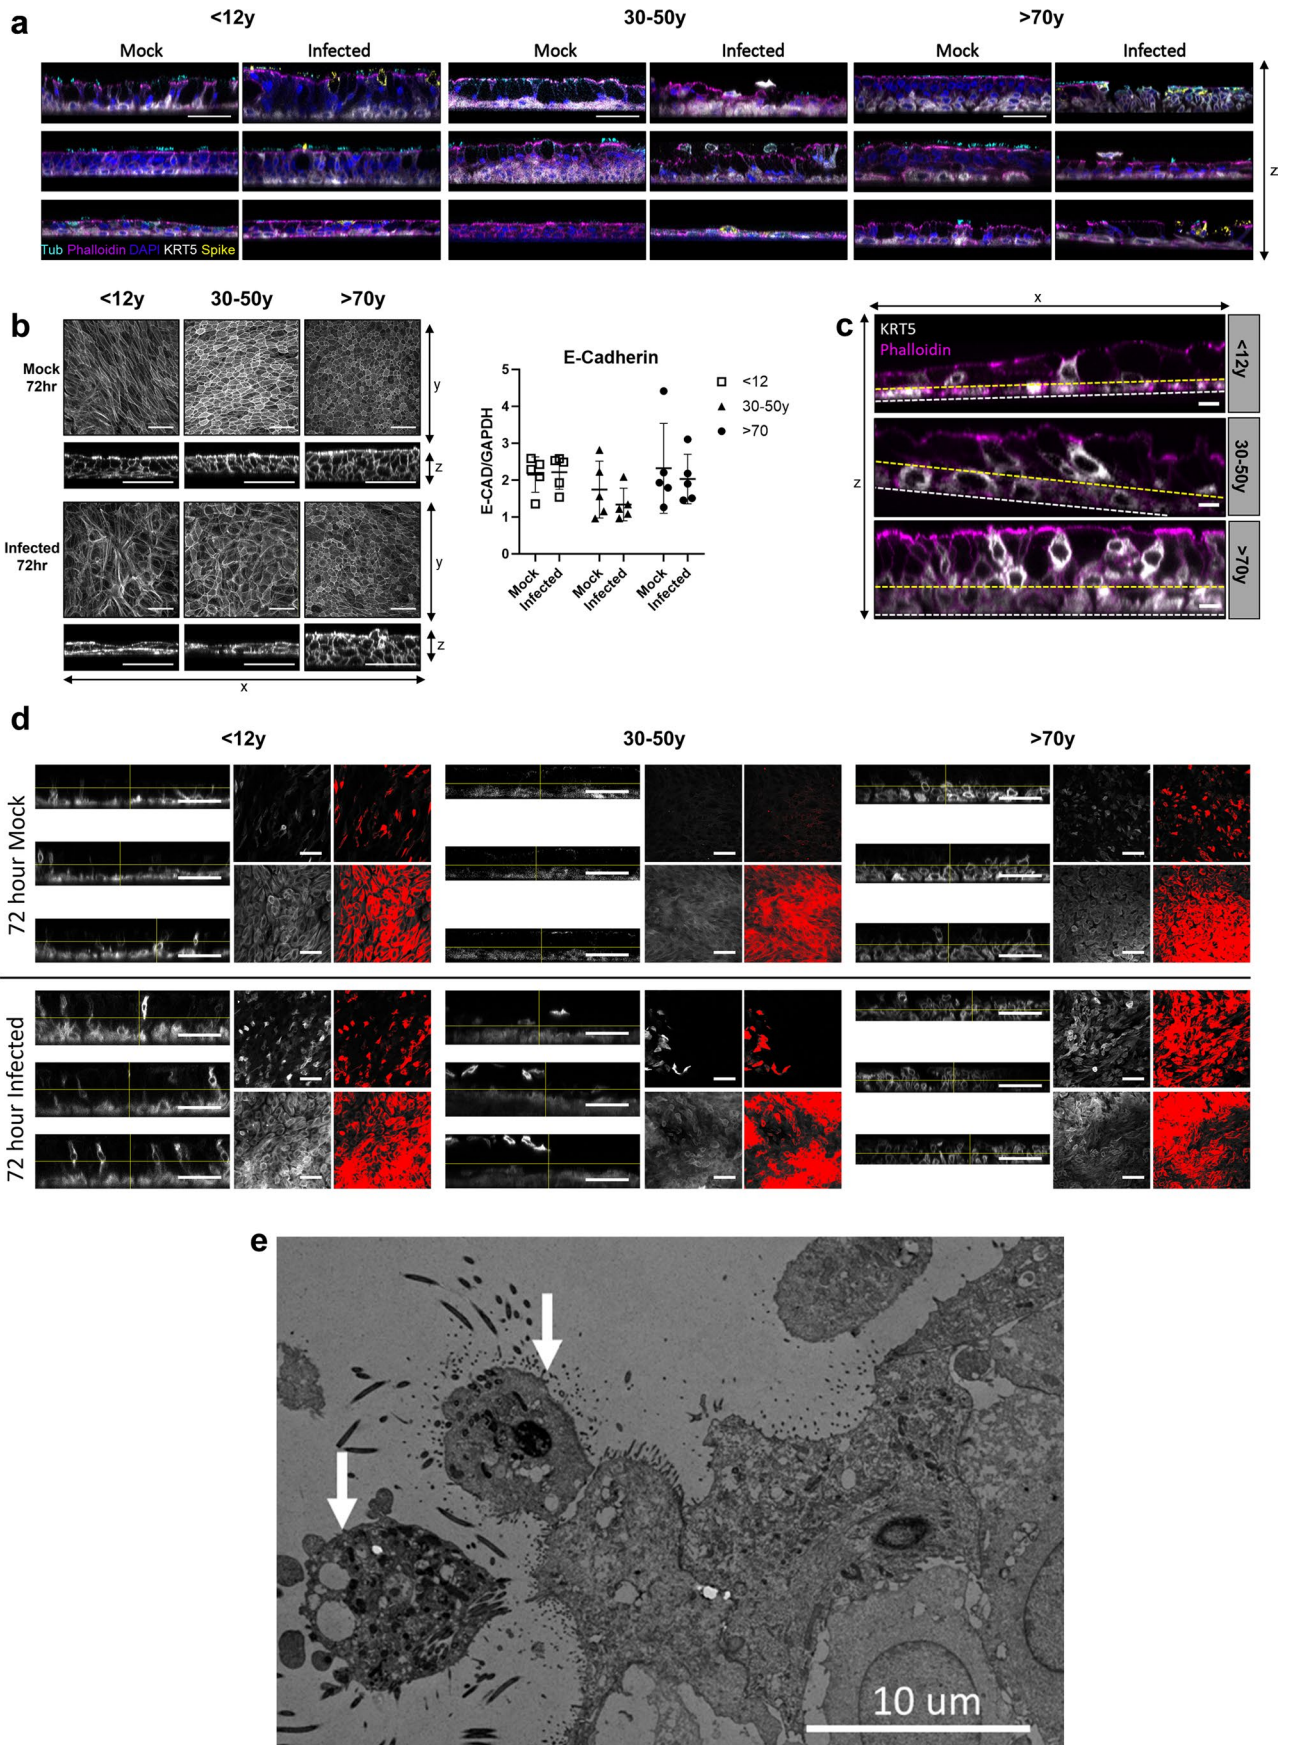 a
<12y
30-50y
>70y
Mock
Infected
Mock
Infected
Mock
Infected
Tub Phalloidin DAPI KRT5 Spike
z
b
<12y
30-50y
>70y
Mock
72hr
y
z
Infected
72hr
y
z
x
E-Cadherin
E-CAD/GAPDH
5
4
3
2
1
0
Mock
Infected
Mock
Infected
Mock
Infected
<12
30-50y
>70
c
x
z
KRT5
Phalloidin
<12y
30-50y
>70y
d
<12y
30-50y
>70y
72 hour Mock
72 hour Infected
e
10 um